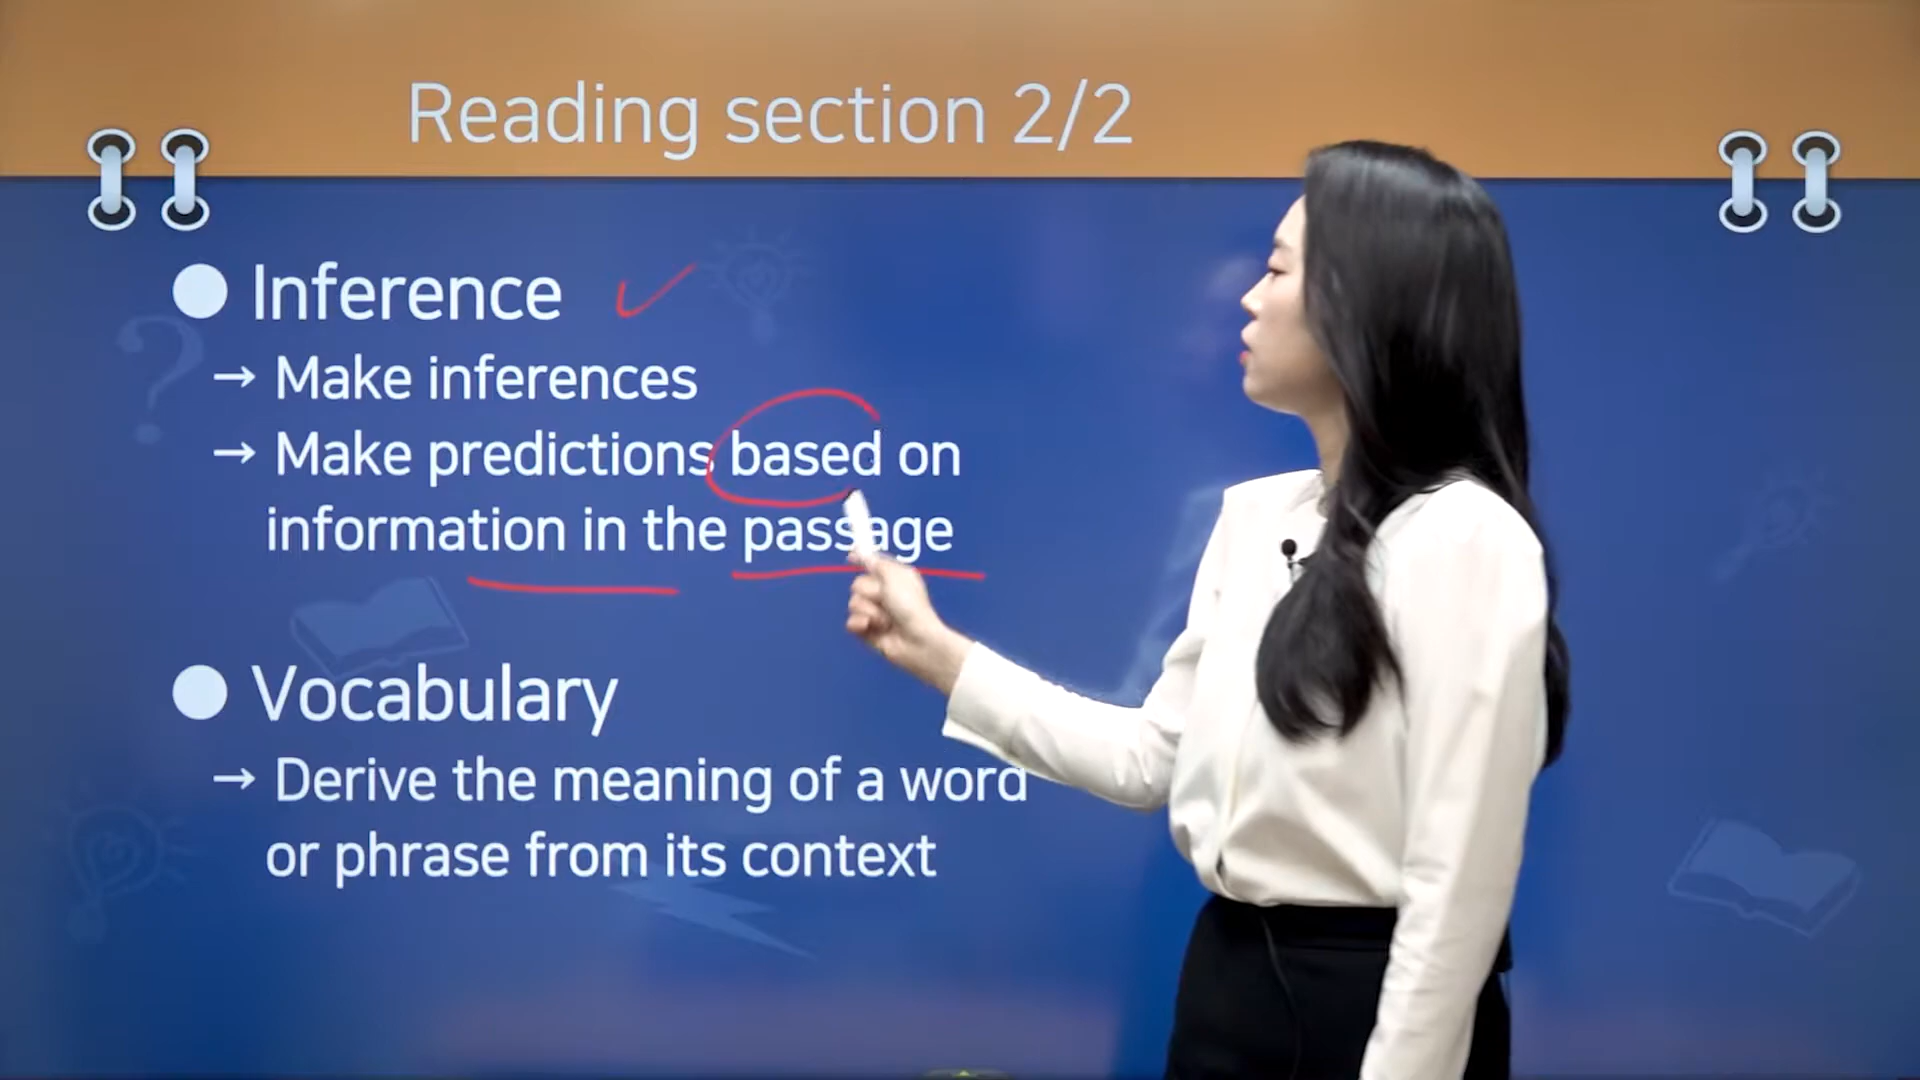 Reading section 2/2
● Inference
→ Make inferences
→ Make predictions based on
information in the passage
● Vocabulary
→ Derive the meaning of a word
or phrase from its context